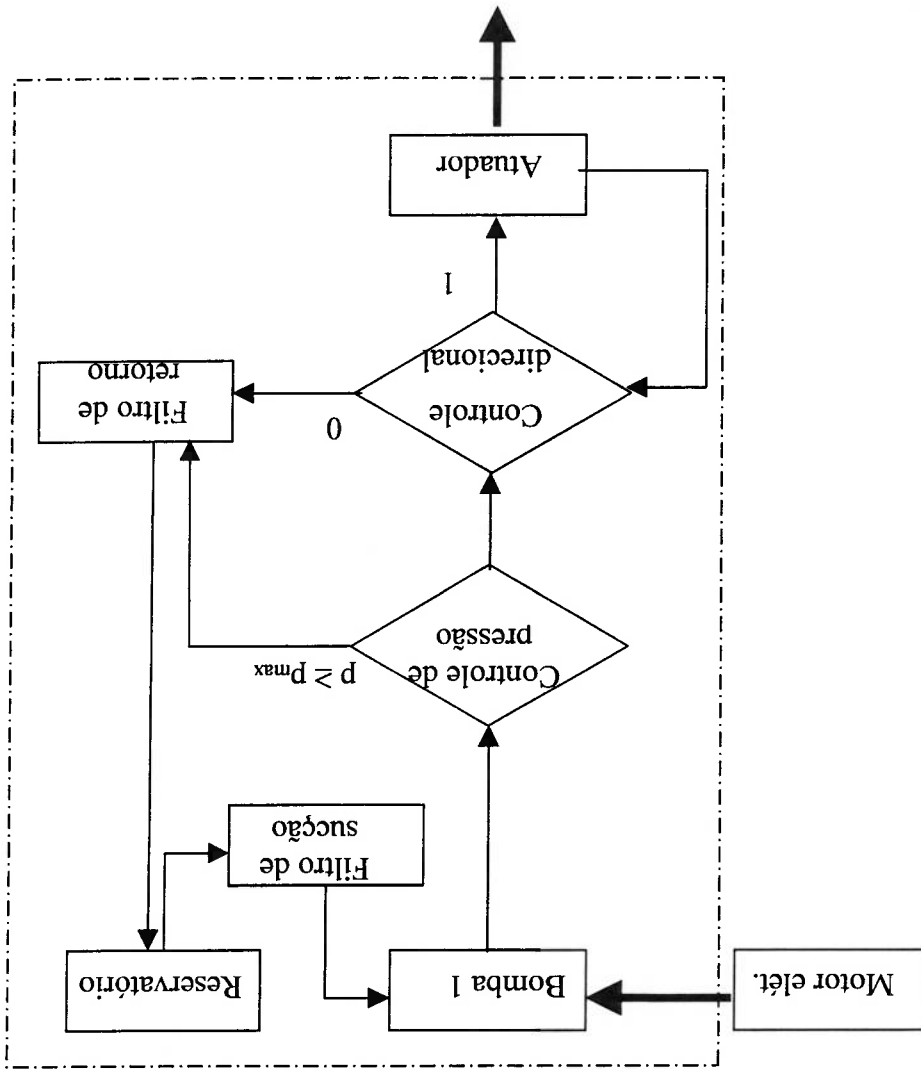 Motor elét.
Bomba 1
Reservatório
Filtro de
sucção
Controle de
pressão
p ≥ pmax
Controle
direcional
0
Filtro de
retorno
1
Atuador